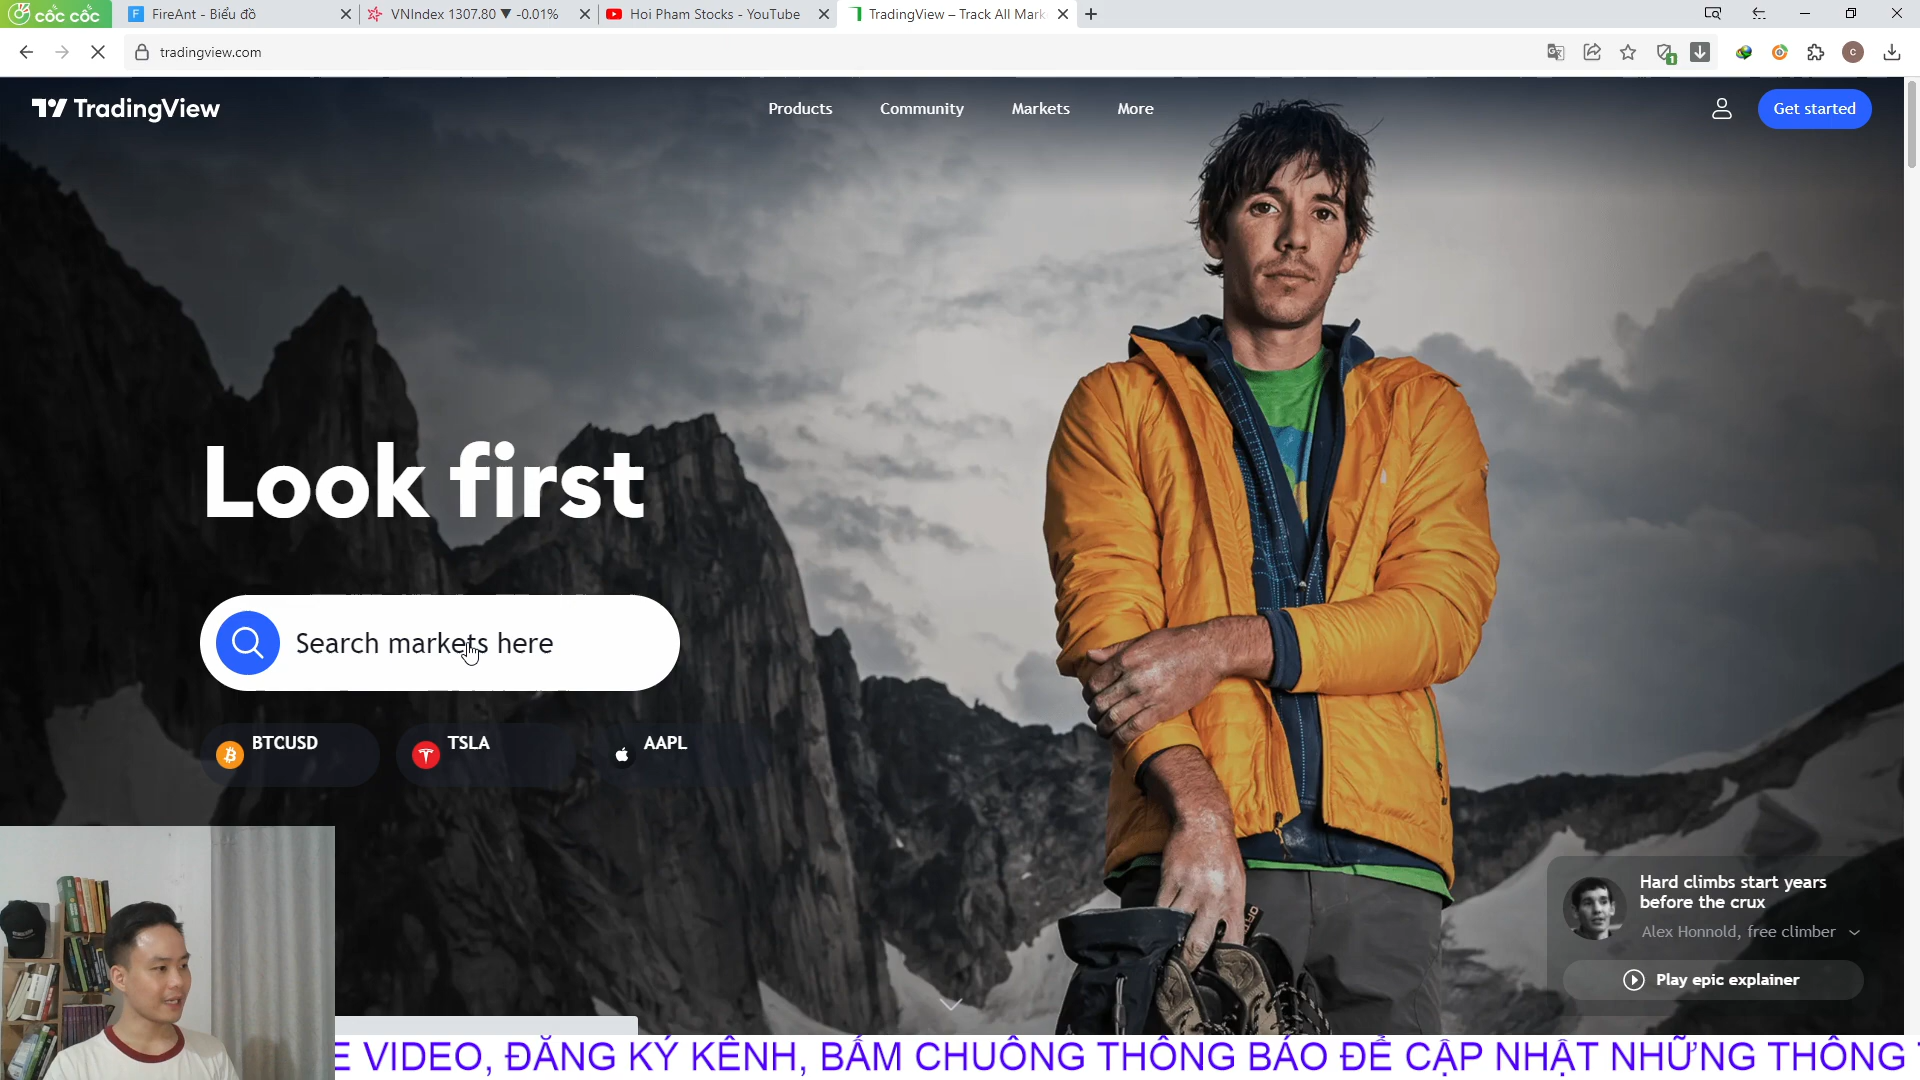 cốc cốc
FireAnt - Biểu đồ
VNIndex 1307.80 ▼ -0.01%
Hoi Pham Stocks - YouTube
TradingView – Track All Mark
tradingview.com
TradingView
Products
Community
Markets
More
Get started
Look first
Search markets here
BTCUSD
TSLA
AAPL
Hard climbs start years
before the crux
Alex Honnold, free climber
Play epic explainer
E VIDEO, ĐĂNG KÝ KÊNH, BẤM CHUÔNG THÔNG BÁO ĐỂ CẬP NHẬT NHỮNG THÔNG